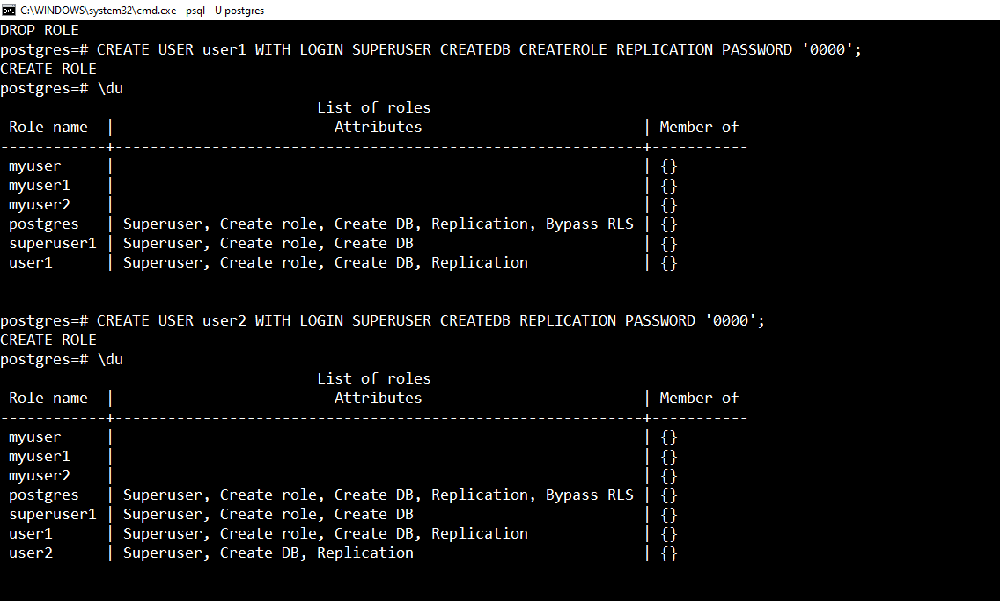 C:\WINDOWS\system32\cmd.exe - psql -U postgres
DROP ROLE
postgres=# CREATE USER user1 WITH LOGIN SUPERUSER CREATEDB CREATEROLE REPLICATION PASSWORD '0000';
CREATE ROLE
postgres=# \du
                                    List of roles
 Role name  |                         Attributes                         | Member of
------------+------------------------------------------------------------+-----------
 myuser     |                                                            | {}
 myuser1    |                                                            | {}
 myuser2    |                                                            | {}
 postgres   | Superuser, Create role, Create DB, Replication, Bypass RLS | {}
 superuser1 | Superuser, Create role, Create DB                          | {}
 user1      | Superuser, Create role, Create DB, Replication             | {}
postgres=# CREATE USER user2 WITH LOGIN SUPERUSER CREATEDB REPLICATION PASSWORD '0000';
CREATE ROLE
postgres=# \du
                                    List of roles
 Role name  |                         Attributes                         | Member of
------------+------------------------------------------------------------+-----------
 myuser     |                                                            | {}
 myuser1    |                                                            | {}
 myuser2    |                                                            | {}
 postgres   | Superuser, Create role, Create DB, Replication, Bypass RLS | {}
 superuser1 | Superuser, Create role, Create DB                          | {}
 user1      | Superuser, Create role, Create DB, Replication             | {}
 user2      | Superuser, Create DB, Replication                          | {}